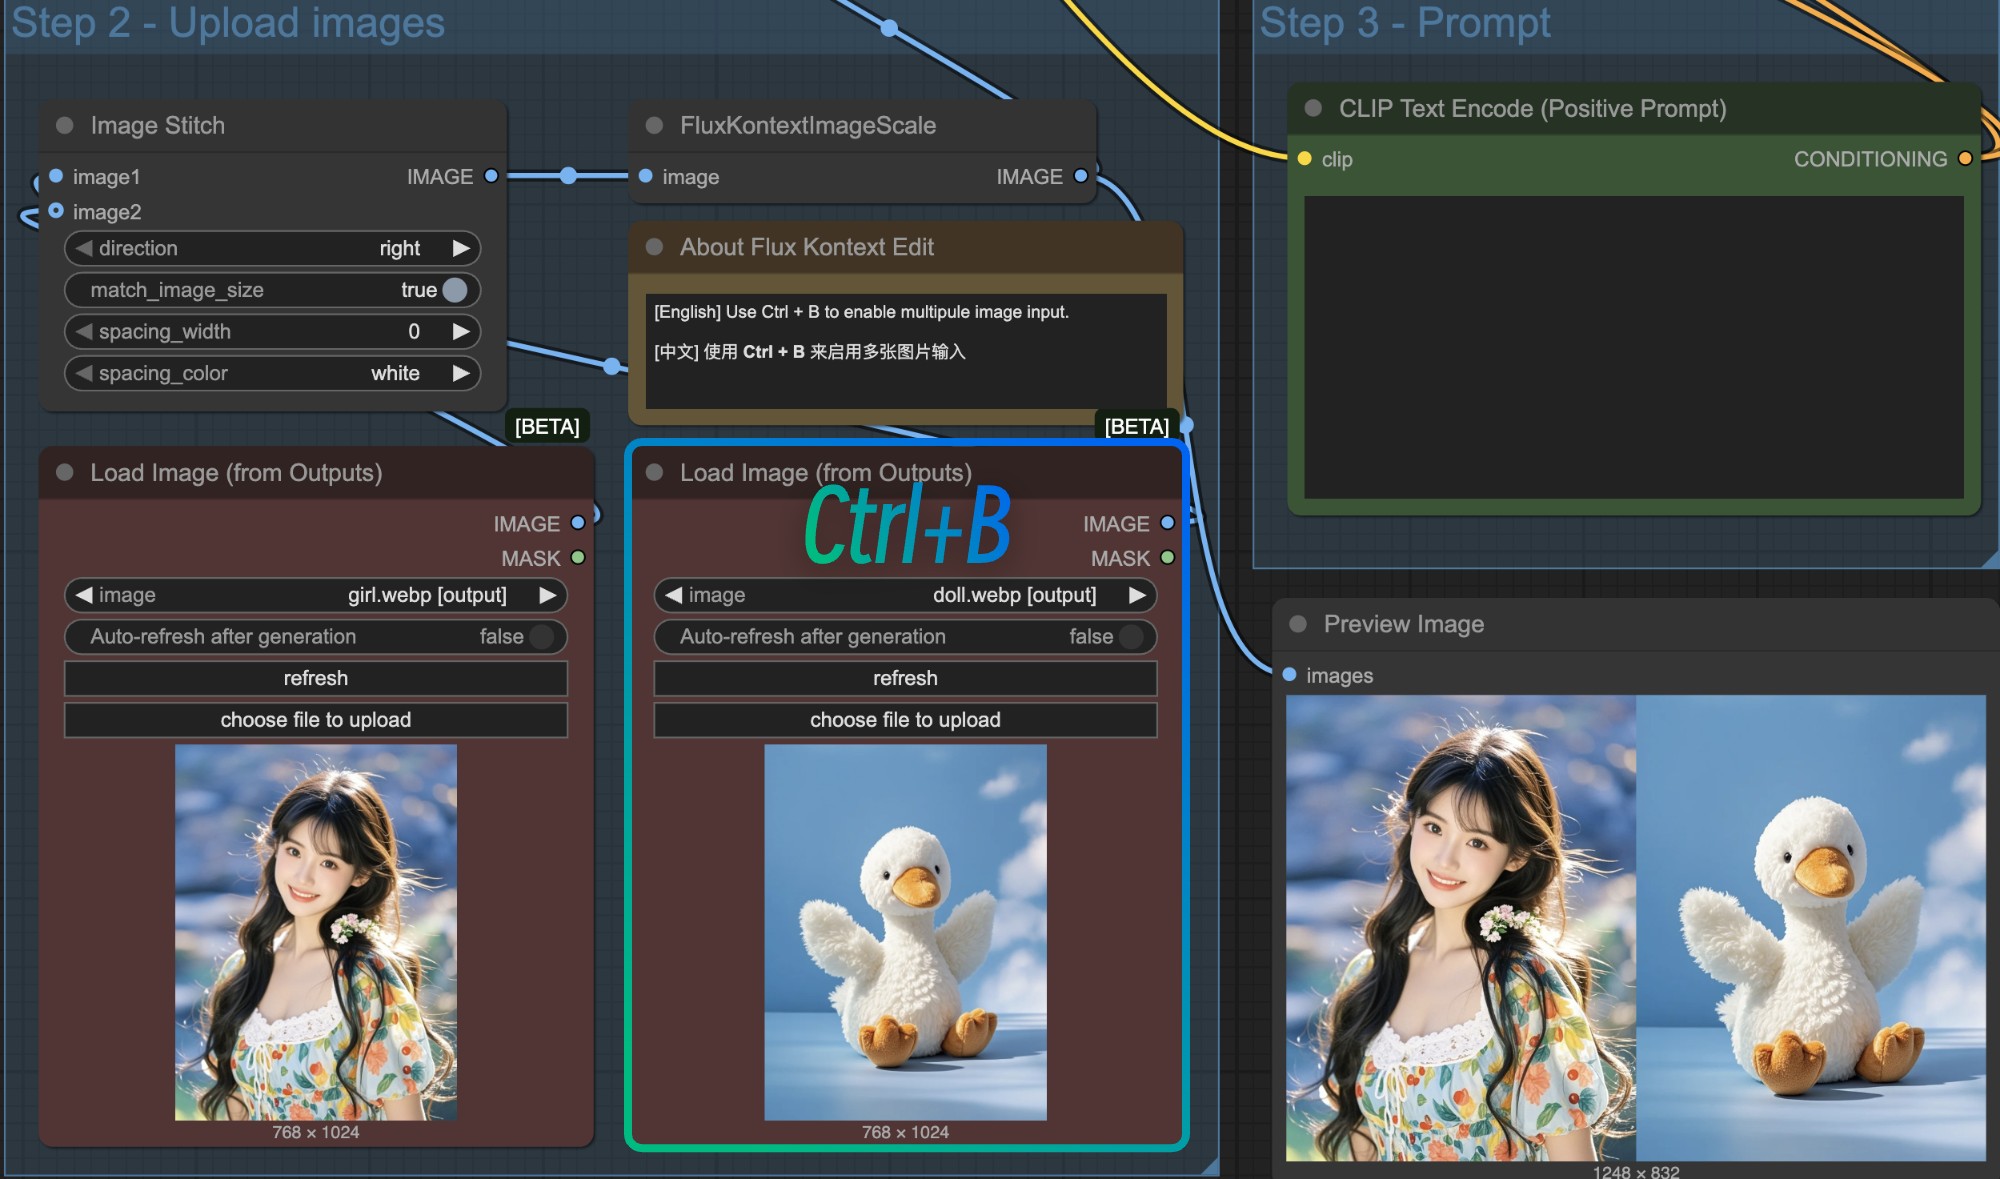 Step 2 - Upload images
Image Stitch
image1
IMAGE
image2
direction
right
match_image_size
true
spacing_width
0
spacing_color
white
FluxKontextImageScale
image
IMAGE
About Flux Kontext Edit
[English] Use Ctrl + B to enable multipule image input.
[中文] 使用 Ctrl + B 来启用多张图片输入
[BETA]
Load Image (from Outputs)
IMAGE
MASK
image
girl.webp [output]
Auto-refresh after generation
false
refresh
choose file to upload
768 × 1024
[BETA]
Load Image (from Outputs)
Ctrl+B
IMAGE
MASK
image
doll.webp [output]
Auto-refresh after generation
false
refresh
choose file to upload
768 × 1024
Step 3 - Prompt
CLIP Text Encode (Positive Prompt)
clip
CONDITIONING
Preview Image
images
1248 × 832